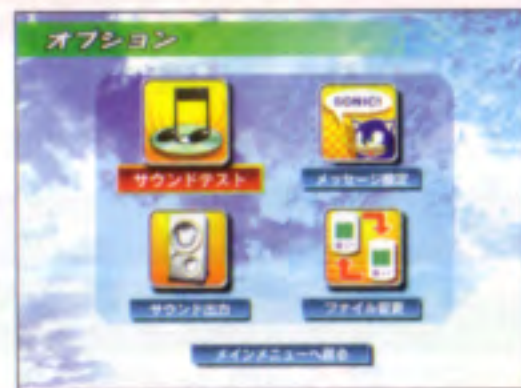 オプション
SONIC!
サウンドテスト
メッセージ設定
サウンド出力
ファイル変更
メインメニューへ戻る